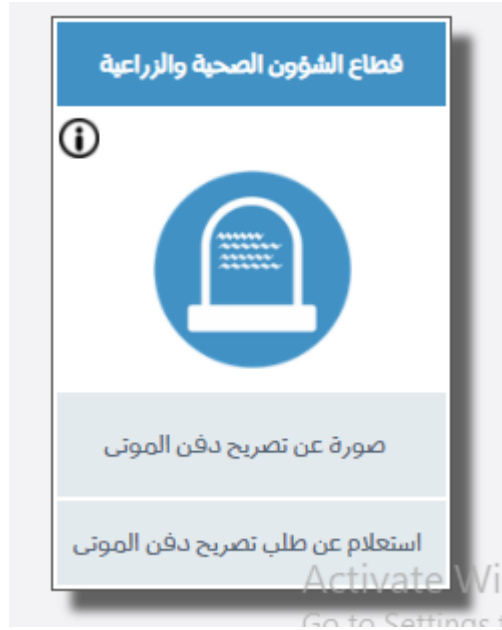 قطاع الشؤون الصحية والزراعية
صورة عن تصريح دفن الموتى
استعلام عن طلب تصريح دفن الموتى
Activate Wi
Go to Settings